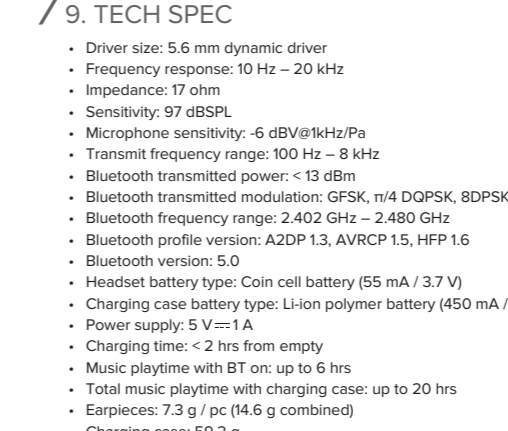 9. TECH SPEC
• Driver size: 5.6 mm dynamic driver
• Frequency response: 10 Hz – 20 kHz
• Impedance: 17 ohm
• Sensitivity: 97 dBSPL
• Microphone sensitivity: -6 dBV@1kHz/Pa
• Transmit frequency range: 100 Hz – 8 kHz
• Bluetooth transmitted power: < 13 dBm
• Bluetooth transmitted modulation: GFSK, π/4 DQPSK, 8DPSK
• Bluetooth frequency range: 2.402 GHz – 2.480 GHz
• Bluetooth profile version: A2DP 1.3, AVRCP 1.5, HFP 1.6
• Bluetooth version: 5.0
• Headset battery type: Coin cell battery (55 mA / 3.7 V)
• Charging case battery type: Li-ion polymer battery (450 mA /
• Power supply: 5 V⎓1 A
• Charging time: < 2 hrs from empty
• Music playtime with BT on: up to 6 hrs
• Total music playtime with charging case: up to 20 hrs
• Earpieces: 7.3 g / pc (14.6 g combined)
Charging case: